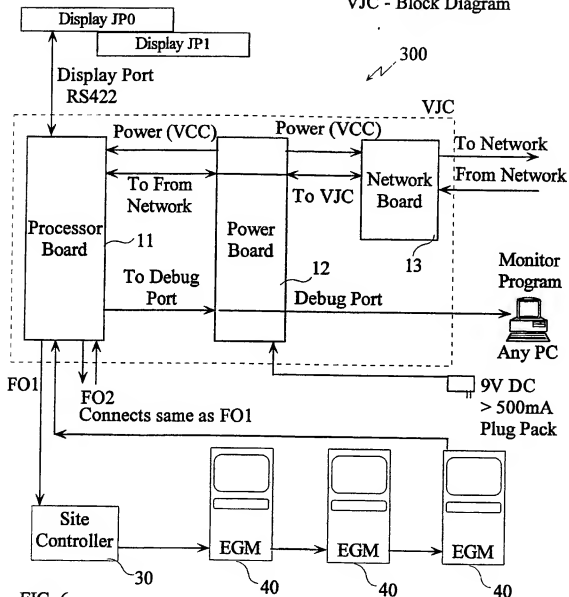 VJC - Block Diagram
Display JP0
Display JP1
300
Display Port
RS422
VJC
Power (VCC)
Power (VCC)
To Network
From Network
To From
Network
To VJC
Network
Board
Processor
Board
Power
Board
11
12
13
To Debug
Port
Debug Port
Monitor
Program
Any PC
FO1
FO2
Connects same as FO1
9V DC
> 500mA
Plug Pack
Site
Controller
EGM
EGM
EGM
30
40
40
40
FIG. 6